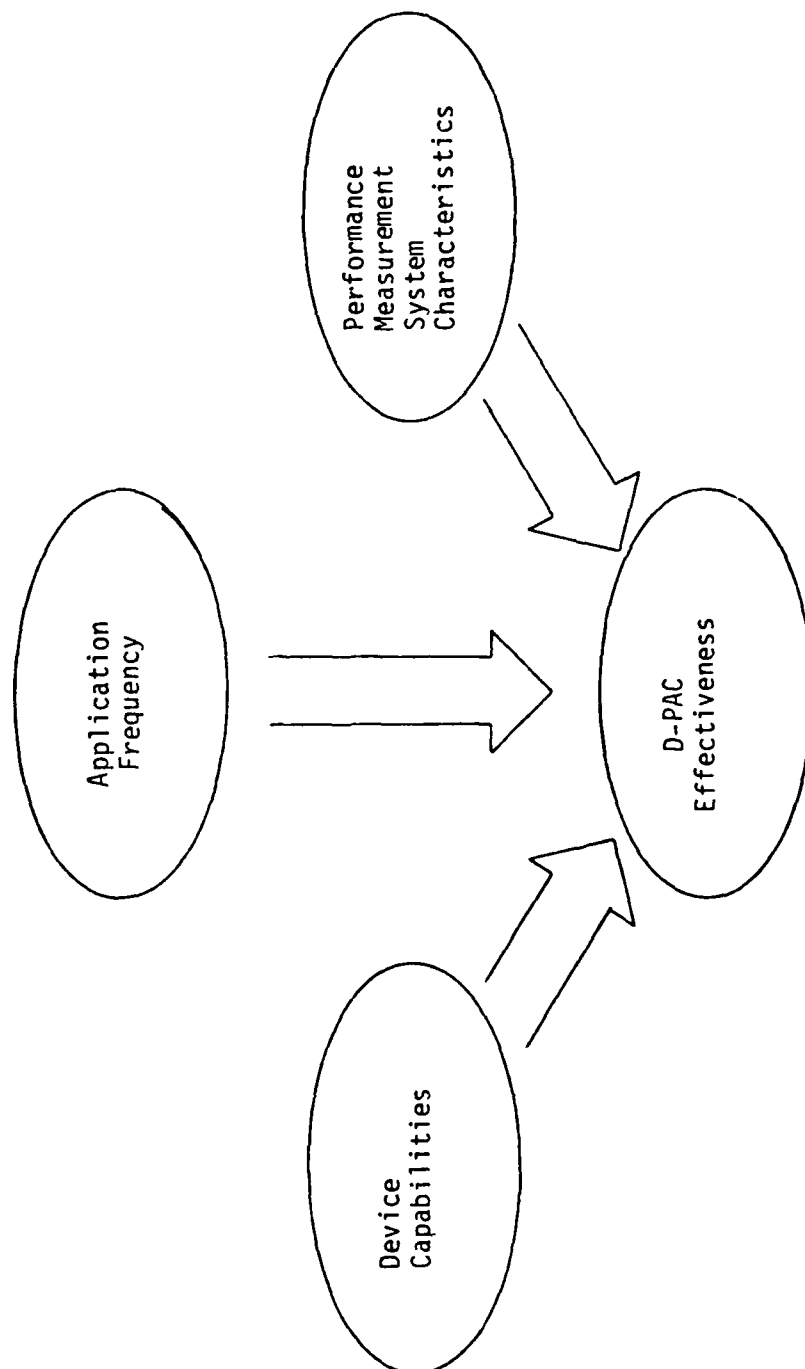 Application
Frequency
Device
Capabilities
Performance
Measurement
System
Characteristics
D-PAC
Effectiveness